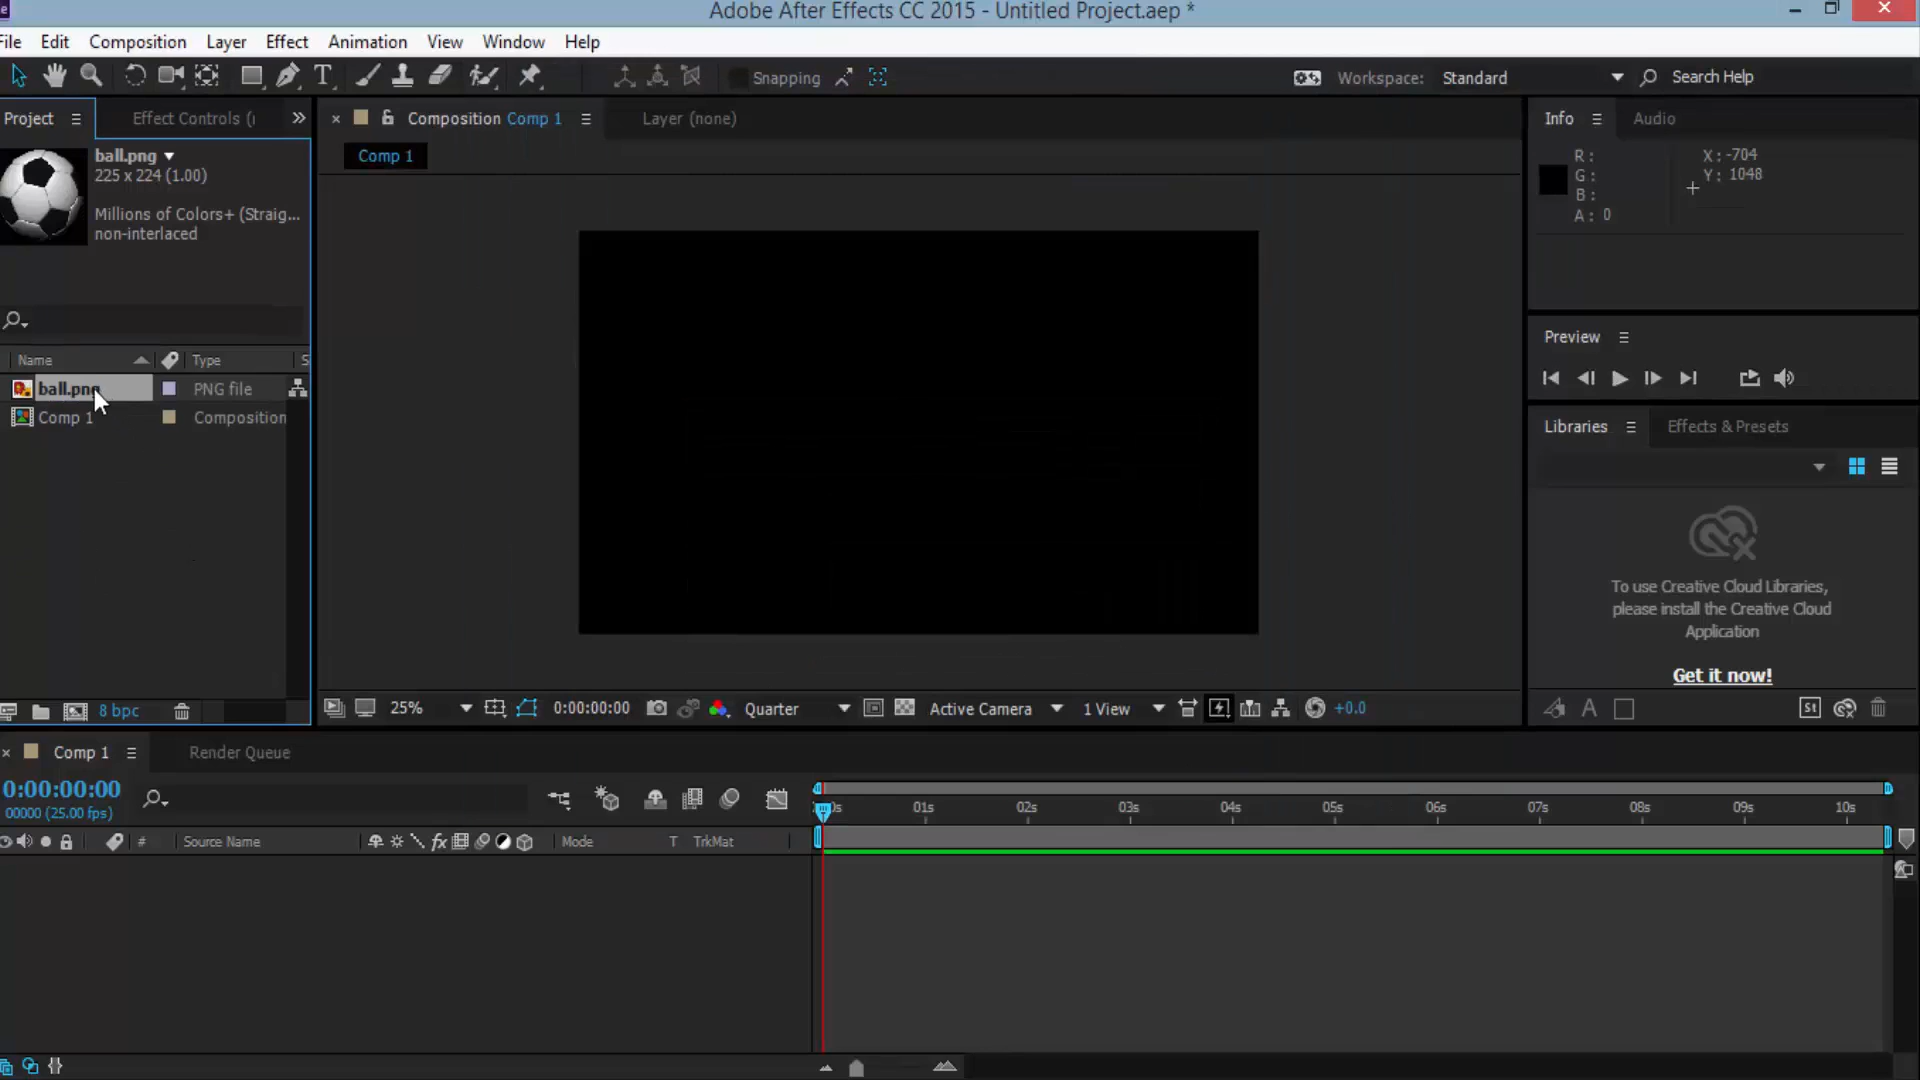 Adobe After Effects CC 2015 - Untitled Project.aep *
File Edit Composition Layer Effect Animation View Window Help
T Snapping Workspace: Standard Search Help
Project Effect Controls ( Composition Comp 1 Layer (none) Info Audio
Comp 1
ball.png
225 x 224 (1.00)
Millions of Colors+ (Straig...
non-interlaced
R :
G :
B :
A : 0
X : -704
Y : 1048
Preview
Name Type S
ball.png PNG file
Comp 1 Composition
Libraries Effects & Presets
To use Creative Cloud Libraries,
please install the Creative Cloud
Application
Get it now!
8 bpc
25% 0:00:00:00 Quarter Active Camera 1 View +0.0
A St
Comp 1 Render Queue
0:00:00:00
00000 (25.00 fps)
0s 01s 02s 03s 04s 05s 06s 07s 08s 09s 10s
# Source Name fx Mode T TrkMat